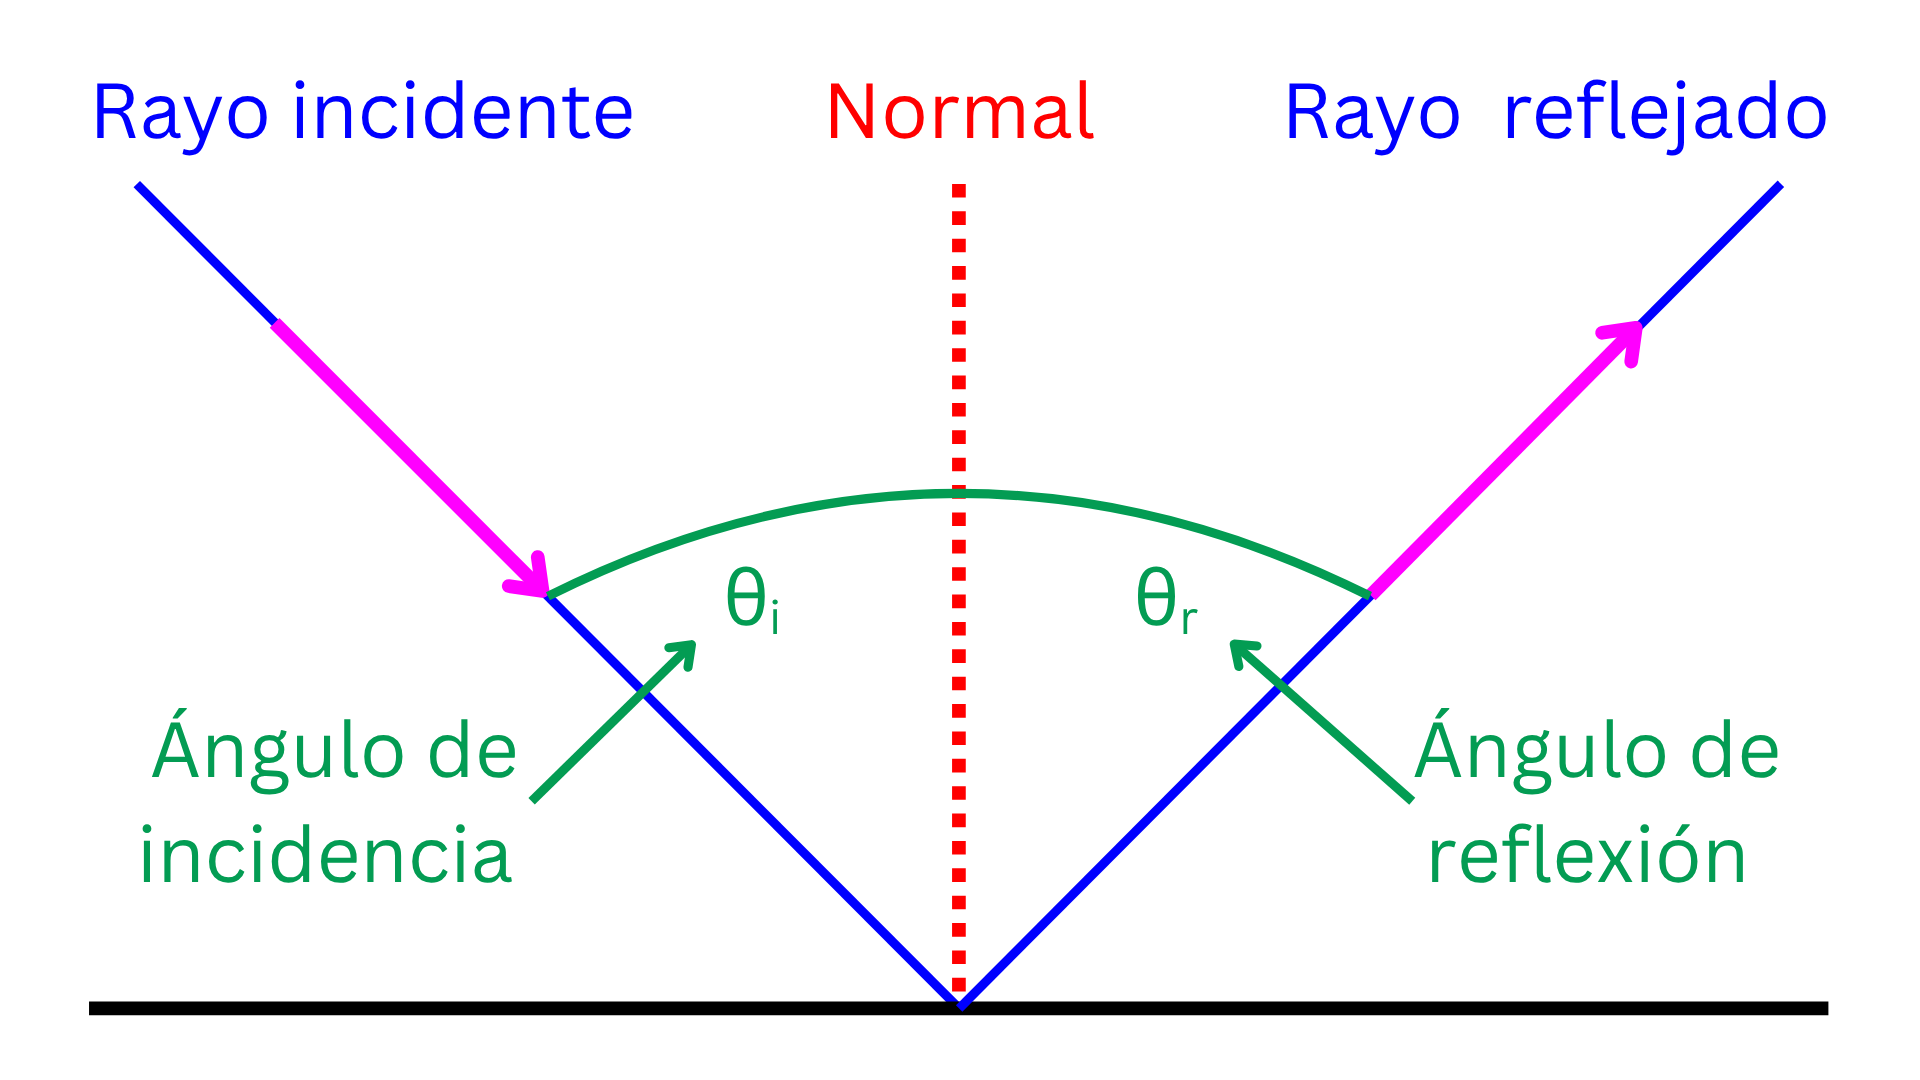 Rayo incidente
Normal
Rayo reflejado
θi
θr
Ángulo de
incidencia
Ángulo de
reflexión